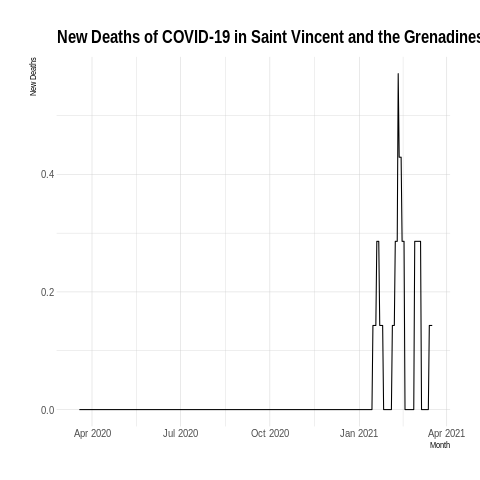 New Deaths of COVID-19 in Saint Vincent and the Grenadines
New Deaths
0.4
0.2
0.0
Apr 2020 Jul 2020 Oct 2020 Jan 2021 Apr 2021
Month